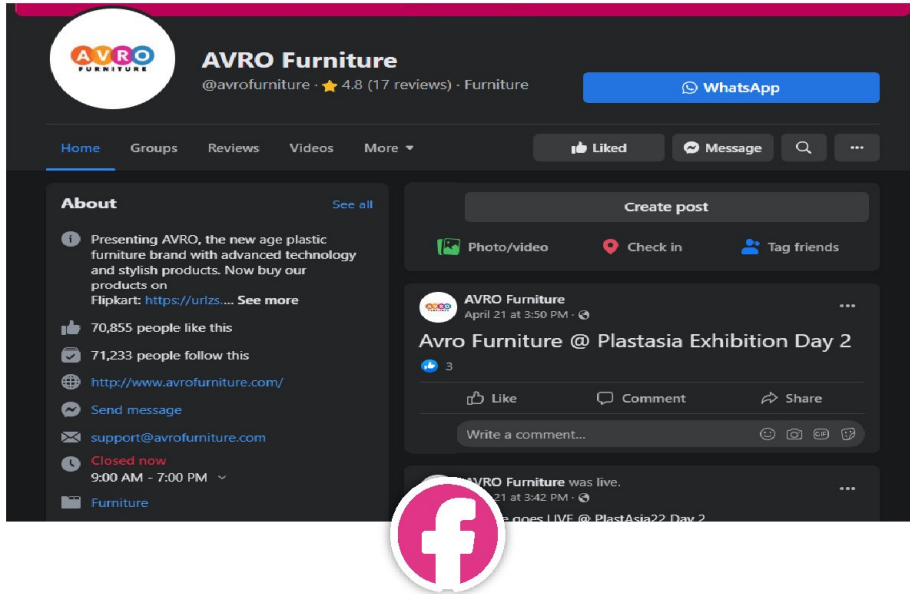 AVRO
FURNITURE
AVRO Furniture
@avrofurniture · 4.8 (17 reviews) · Furniture
WhatsApp
Home Groups Reviews Videos More
Liked Message
About See all
Presenting AVRO, the new age plastic
furniture brand with advanced technology
and stylish products. Now buy our
products on
Flipkart: https://urlzs.... See more
70,855 people like this
71,233 people follow this
http://www.avrofurniture.com/
Send message
support@avrofurniture.com
Closed now
9:00 AM - 7:00 PM
Furniture
Create post
Photo/video Check in Tag friends
AVRO Furniture
April 21 at 3:50 PM ·
Avro Furniture @ Plastasia Exhibition Day 2
3
Like Comment Share
Write a comment...
GIF
AVRO Furniture was live.
21 at 3:42 PM ·
goes LIVE @ PlastAsia22 Day 2